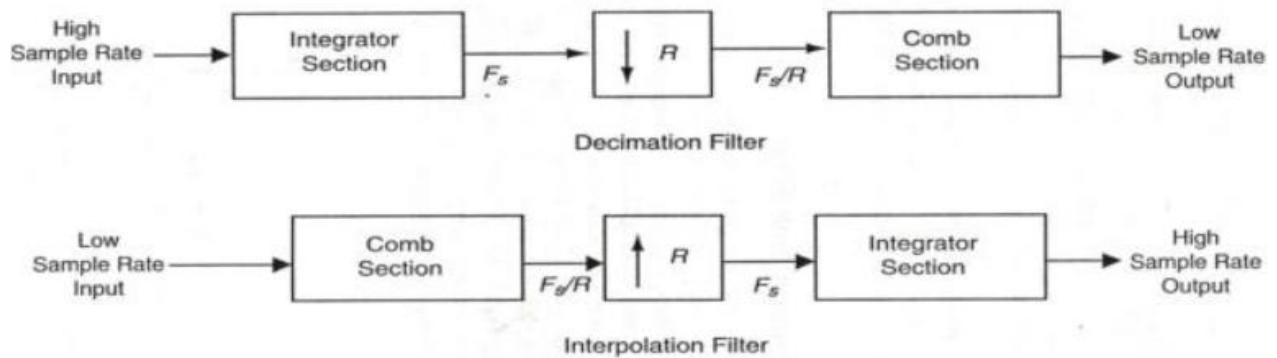 High
Sample Rate
Input
Integrator
Section
F_s
R
F_s/R
Comb
Section
Low
Sample Rate
Output
Decimation Filter
Low
Sample Rate
Input
Comb
Section
F_s/R
R
F_s
Integrator
Section
High
Sample Rate
Output
Interpolation Filter